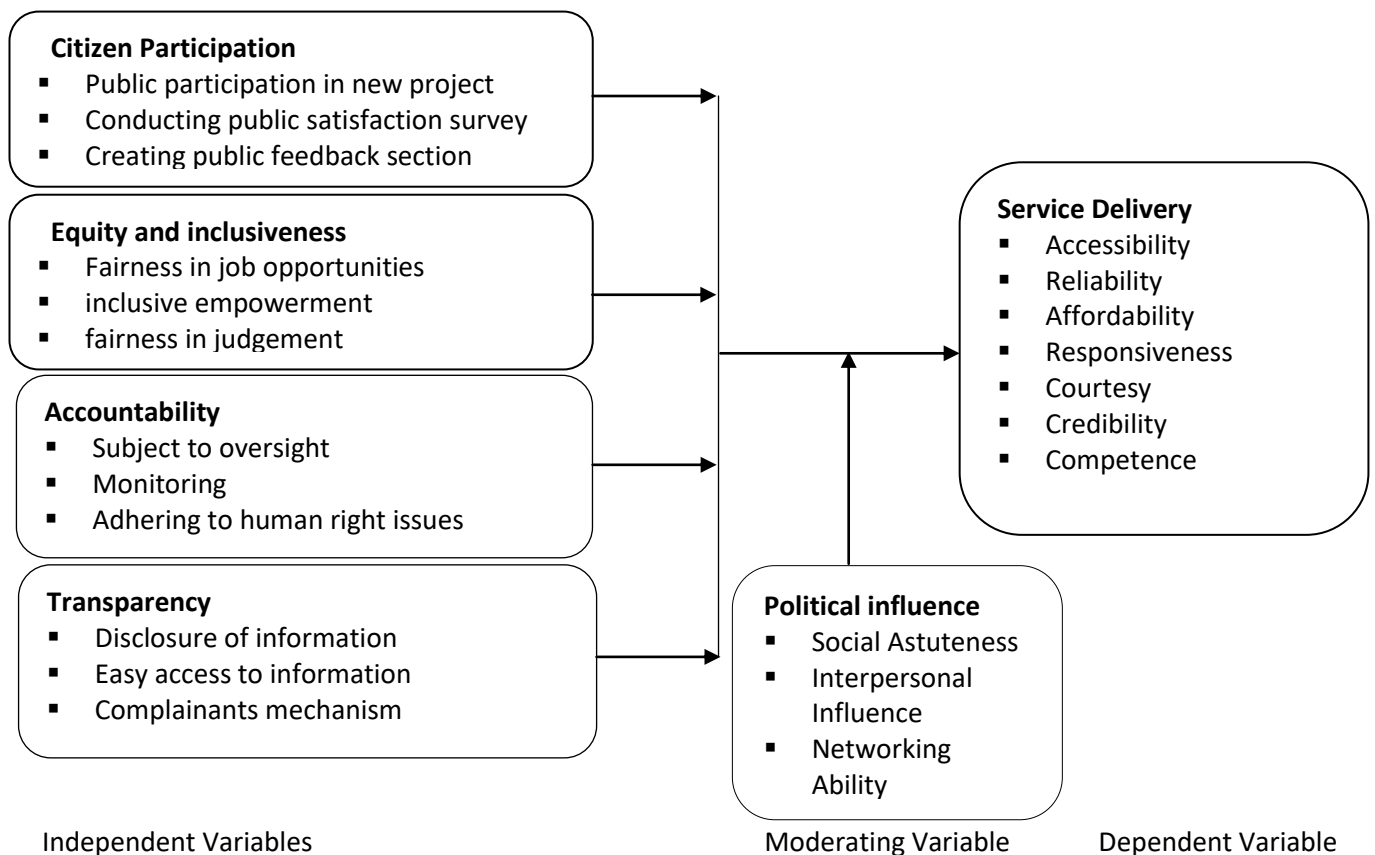 Citizen Participation
▪ Public participation in new project
▪ Conducting public satisfaction survey
▪ Creating public feedback section
Equity and inclusiveness
▪ Fairness in job opportunities
▪ inclusive empowerment
▪ fairness in judgement
Accountability
▪ Subject to oversight
▪ Monitoring
▪ Adhering to human right issues
Transparency
▪ Disclosure of information
▪ Easy access to information
▪ Complainants mechanism
Service Delivery
▪ Accessibility
▪ Reliability
▪ Affordability
▪ Responsiveness
▪ Courtesy
▪ Credibility
▪ Competence
Political influence
▪ Social Astuteness
▪ Interpersonal
Influence
▪ Networking
Ability
Independent Variables
Moderating Variable
Dependent Variable